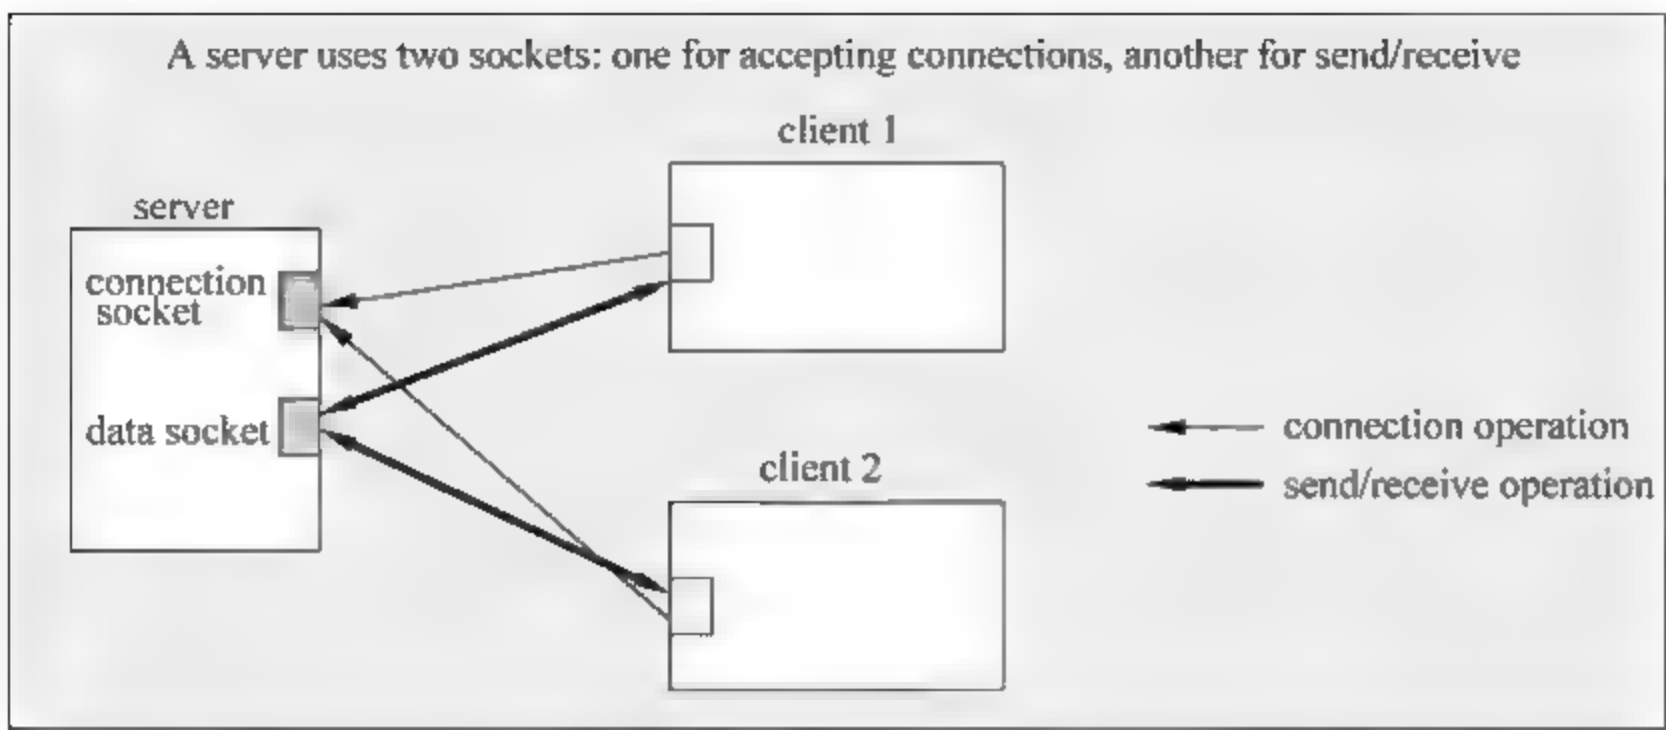 A server uses two sockets: one for accepting connections, another for send/receive
client 1
server
connection
socket
data socket
client 2
connection operation
send/receive operation